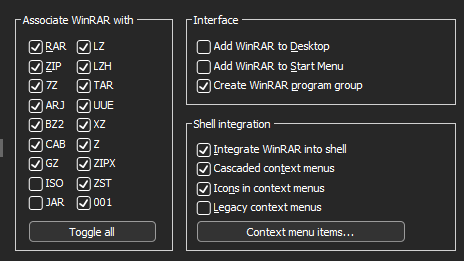 Associate WinRAR with
RAR
ZIP
7Z
ARJ
BZ2
CAB
GZ
ISO
JAR
LZ
LZH
TAR
UUE
XZ
Z
ZIPX
ZST
001
Toggle all
Interface
Add WinRAR to Desktop
Add WinRAR to Start Menu
Create WinRAR program group
Shell integration
Integrate WinRAR into shell
Cascaded context menus
Icons in context menus
Legacy context menus
Context menu items...